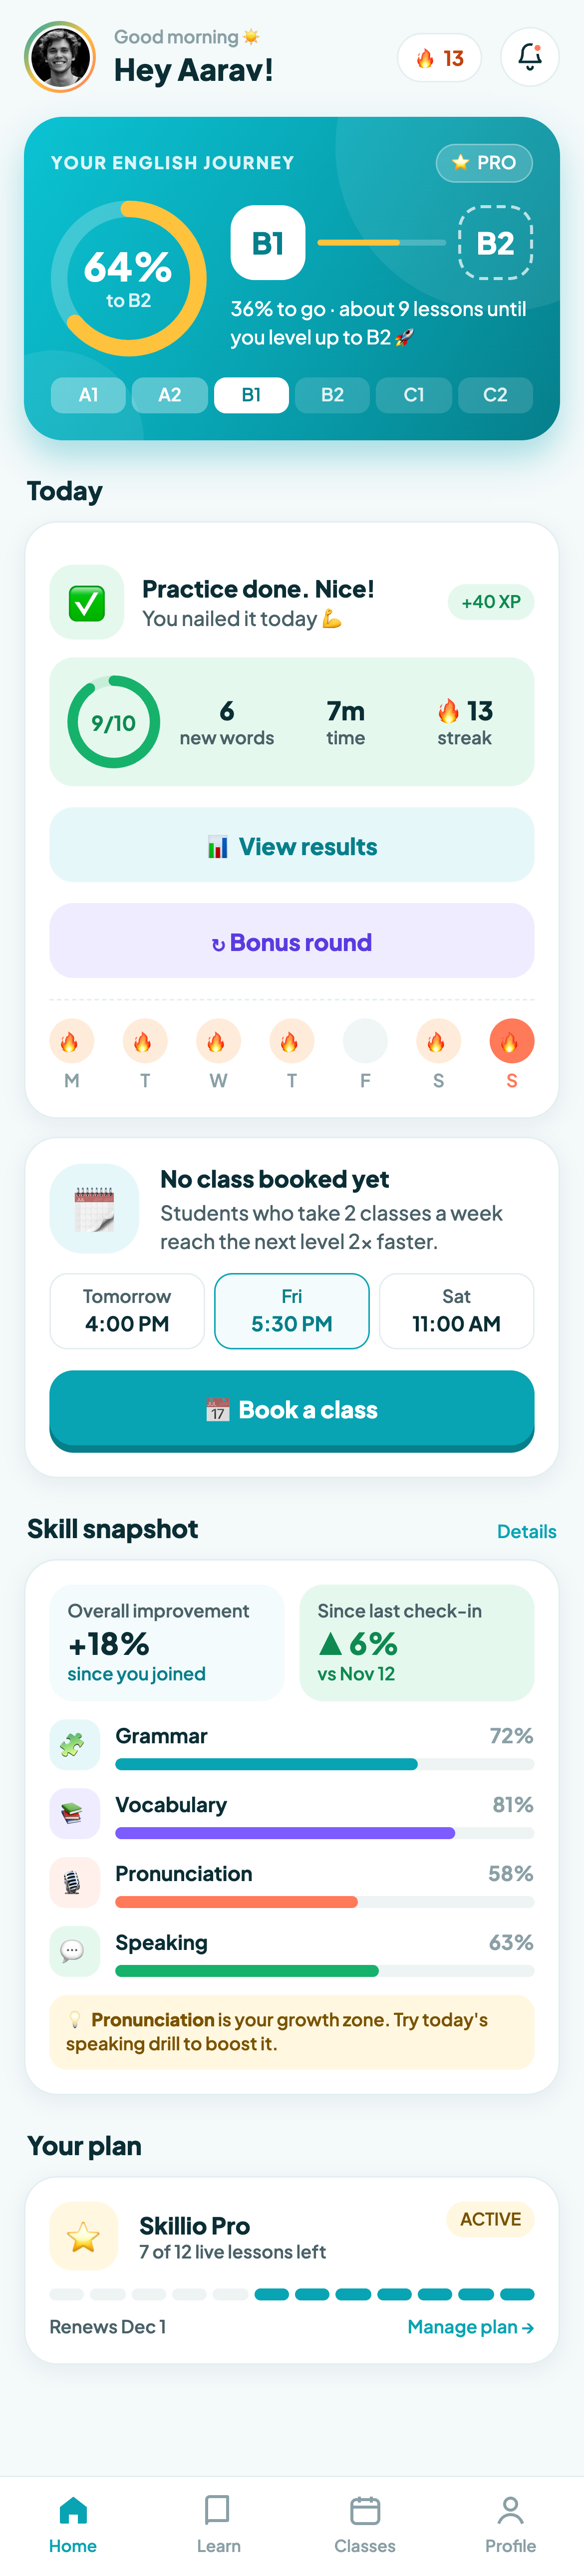 Good morning ☀️
Hey Aarav!
🔥 13
YOUR ENGLISH JOURNEY
⭐ PRO
64%
to B2
B1
B2
36% to go · about 9 lessons until
you level up to B2 🚀
A1 A2 B1 B2 C1 C2
Today
Practice done. Nice!
You nailed it today 💪
+40 XP
9/10
6
new words
7m
time
🔥 13
streak
📊 View results
↻ Bonus round
M T W T F S S
No class booked yet
Students who take 2 classes a week
reach the next level 2× faster.
Tomorrow
4:00 PM
Fri
5:30 PM
Sat
11:00 AM
📅 Book a class
Skill snapshot
Details
Overall improvement
+18%
since you joined
Since last check-in
▲ 6%
vs Nov 12
Grammar 72%
Vocabulary 81%
Pronunciation 58%
Speaking 63%
💡 Pronunciation is your growth zone. Try today's
speaking drill to boost it.
Your plan
Skillio Pro
7 of 12 live lessons left
ACTIVE
Renews Dec 1
Manage plan →
Home Learn Classes Profile